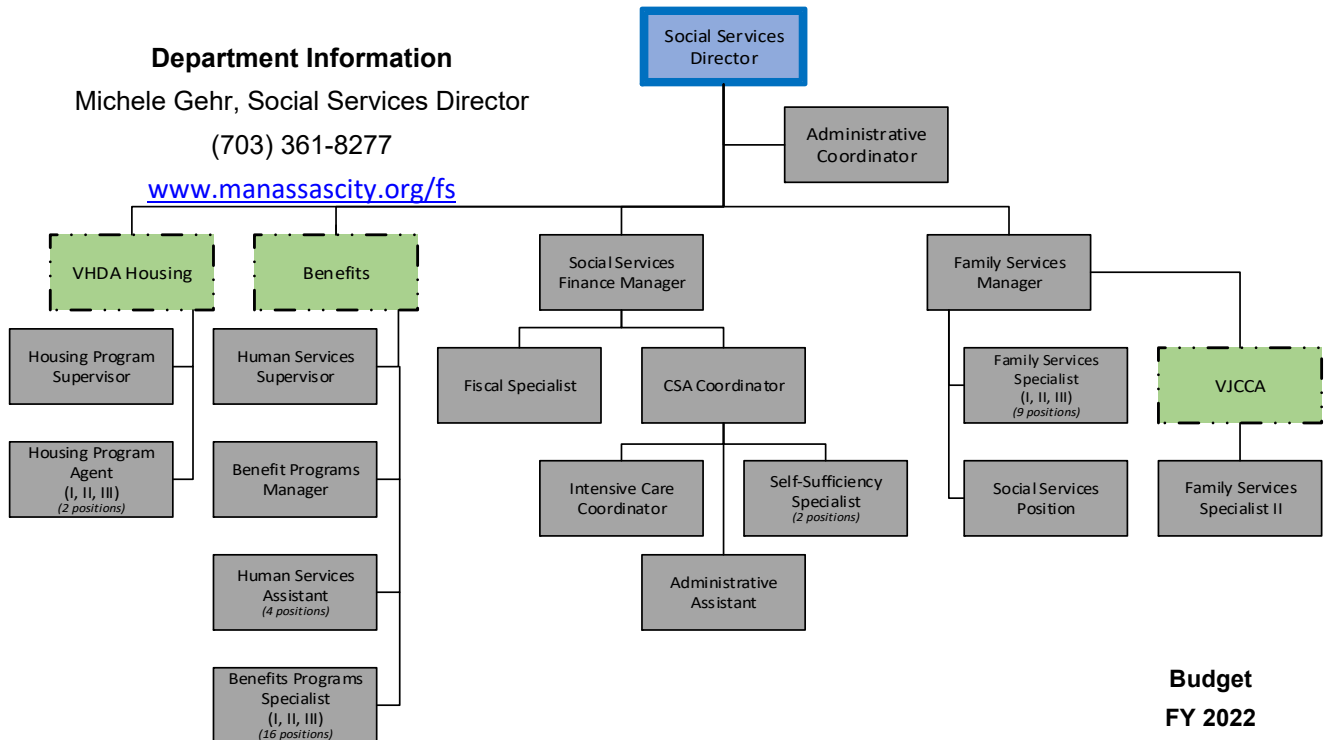 Social Services
Director
Department Information
Michele Gehr, Social Services Director
(703) 361-8277
www.manassascity.org/fs
Administrative
Coordinator
VHDA Housing
Benefits
Social Services
Finance Manager
Family Services
Manager
Housing Program
Supervisor
Human Services
Supervisor
Fiscal Specialist
CSA Coordinator
Family Services
Specialist
(I, II, III)
(9 positions)
VJCCA
Housing Program
Agent
(I, II, III)
(2 positions)
Benefit Programs
Manager
Intensive Care
Coordinator
Self-Sufficiency
Specialist
(2 positions)
Social Services
Position
Family Services
Specialist II
Human Services
Assistant
(4 positions)
Administrative
Assistant
Benefits Programs
Specialist
(I, II, III)
(16 positions)
Budget
FY 2022